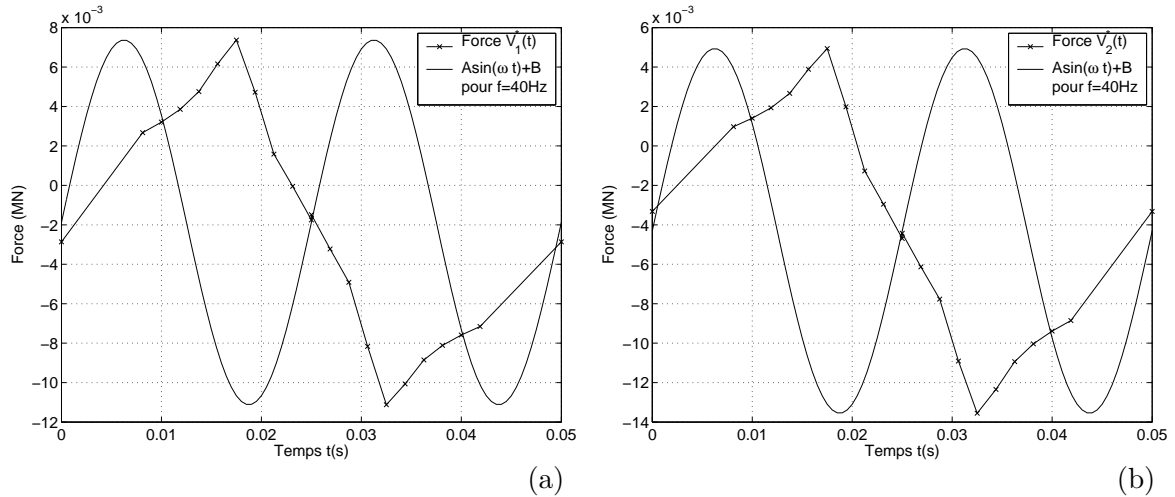 x 10⁻³
8
6
4
2
0
−2
−4
−6
−8
−10
−12
Force (MN)
0
0.01
0.02
0.03
0.04
0.05
Temps t(s)
Force V₁*(t)
Asin(ω t)+B
pour f=40Hz
(a)
x 10⁻³
6
4
2
0
−2
−4
−6
−8
−10
−12
−14
Force (MN)
0
0.01
0.02
0.03
0.04
0.05
Temps t(s)
Force V₂*(t)
Asin(ω t)+B
pour f=40Hz
(b)